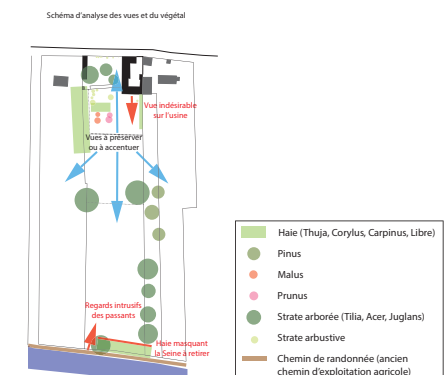 Schéma d'analyse des vues et du végétal
Vue indésirable
sur l'usine
Vues à préserver
ou à accentuer
Regards intrusifs
des passants
Haie masquant
la Seine à retirer
Haie (Thuja, Corylus, Carpinus, Libre)
Pinus
Malus
Prunus
Strate arborée (Tilia, Acer, Juglans)
Strate arbustive
Chemin de randonnée (ancien
chemin d'exploitation agricole)